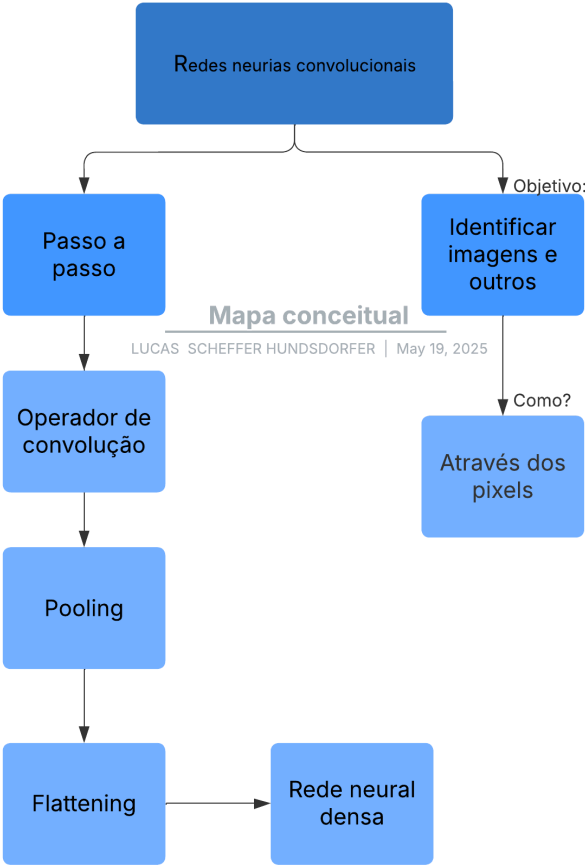 Redes neurias convolucionais
Objetivo:
Passo a
passo
Identificar
imagens e
outros
Mapa conceitual
LUCAS SCHEFFER HUNDSDORFER | May 19, 2025
Operador de
convolução
Como?
Através dos
pixels
Pooling
Flattening
Rede neural
densa